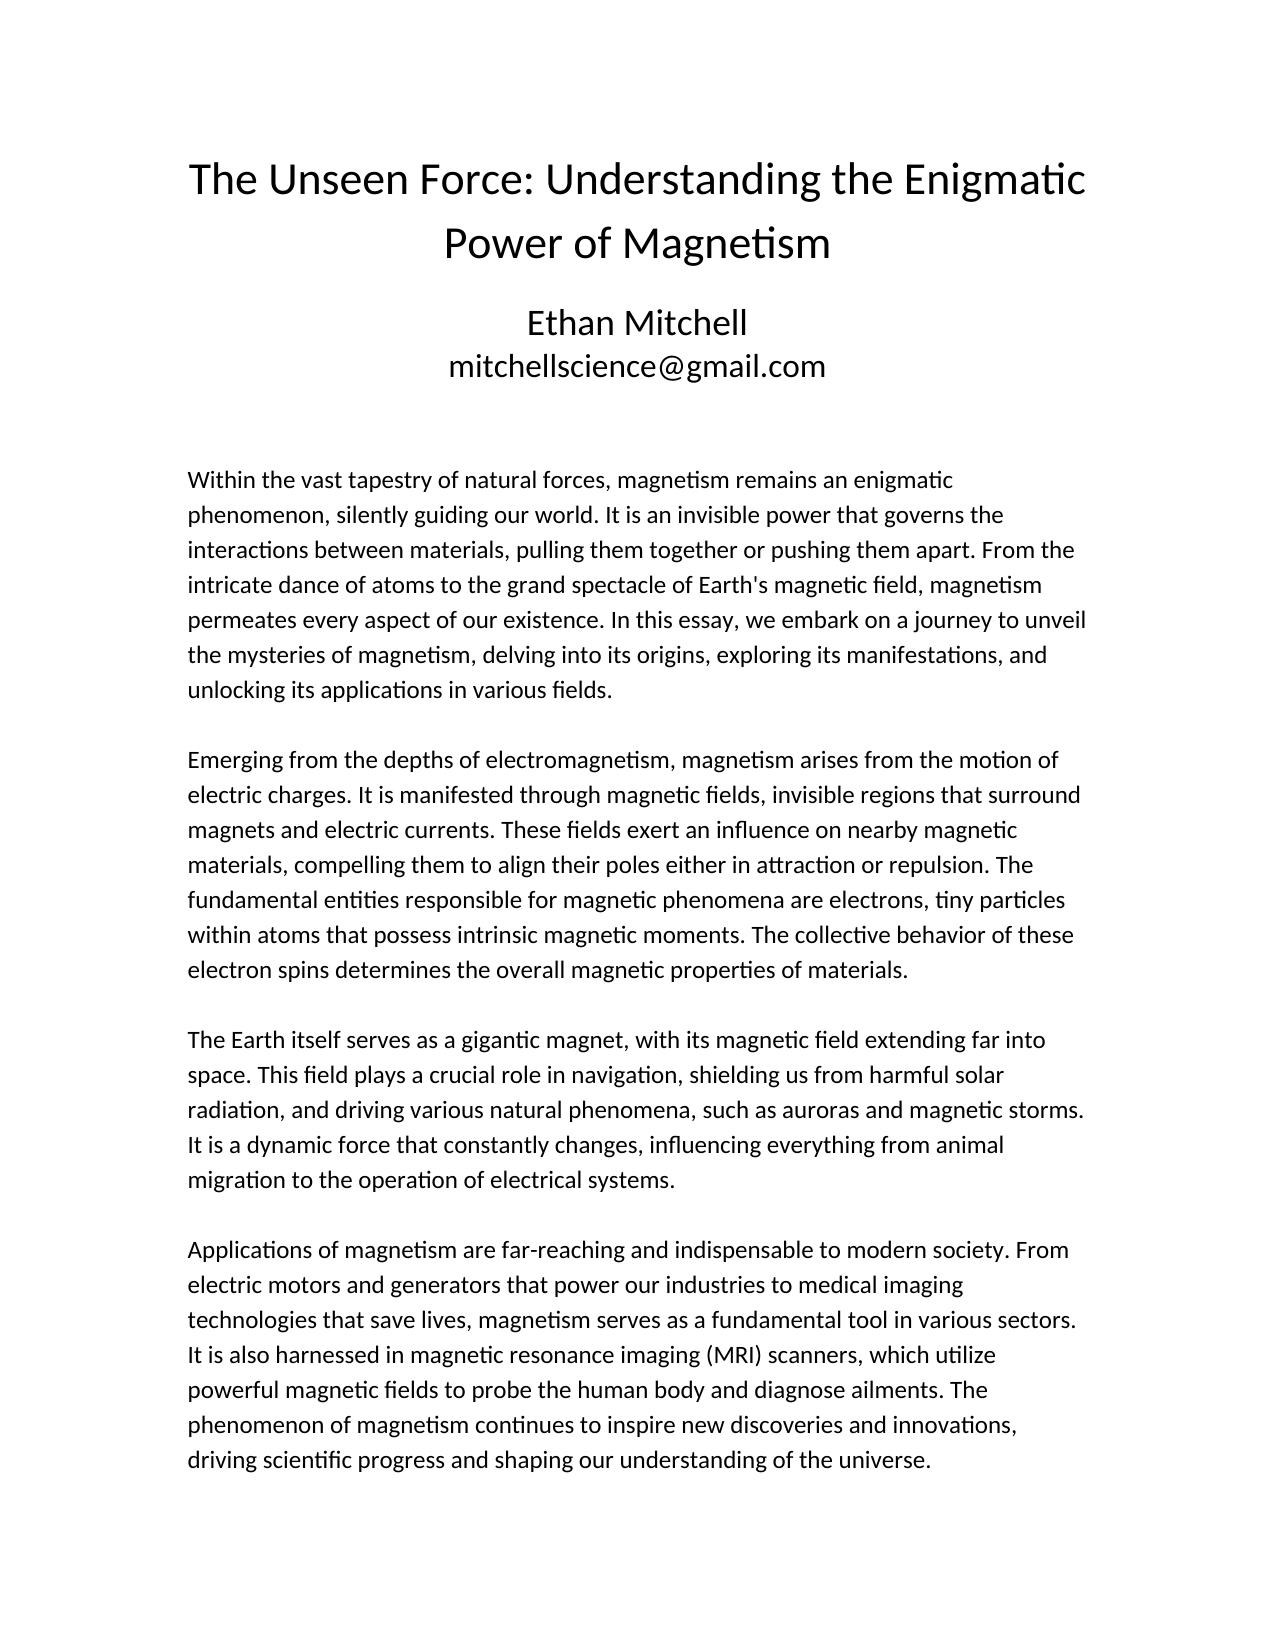 The Unseen Force: Understanding the Enigmatic
Power of Magnetism
Ethan Mitchell
mitchellscience@gmail.com
Within the vast tapestry of natural forces, magnetism remains an enigmatic
phenomenon, silently guiding our world. It is an invisible power that governs the
interactions between materials, pulling them together or pushing them apart. From the
intricate dance of atoms to the grand spectacle of Earth's magnetic field, magnetism
permeates every aspect of our existence. In this essay, we embark on a journey to unveil
the mysteries of magnetism, delving into its origins, exploring its manifestations, and
unlocking its applications in various fields.
Emerging from the depths of electromagnetism, magnetism arises from the motion of
electric charges. It is manifested through magnetic fields, invisible regions that surround
magnets and electric currents. These fields exert an influence on nearby magnetic
materials, compelling them to align their poles either in attraction or repulsion. The
fundamental entities responsible for magnetic phenomena are electrons, tiny particles
within atoms that possess intrinsic magnetic moments. The collective behavior of these
electron spins determines the overall magnetic properties of materials.
The Earth itself serves as a gigantic magnet, with its magnetic field extending far into
space. This field plays a crucial role in navigation, shielding us from harmful solar
radiation, and driving various natural phenomena, such as auroras and magnetic storms.
It is a dynamic force that constantly changes, influencing everything from animal
migration to the operation of electrical systems.
Applications of magnetism are far-reaching and indispensable to modern society. From
electric motors and generators that power our industries to medical imaging
technologies that save lives, magnetism serves as a fundamental tool in various sectors.
It is also harnessed in magnetic resonance imaging (MRI) scanners, which utilize
powerful magnetic fields to probe the human body and diagnose ailments. The
phenomenon of magnetism continues to inspire new discoveries and innovations,
driving scientific progress and shaping our understanding of the universe.